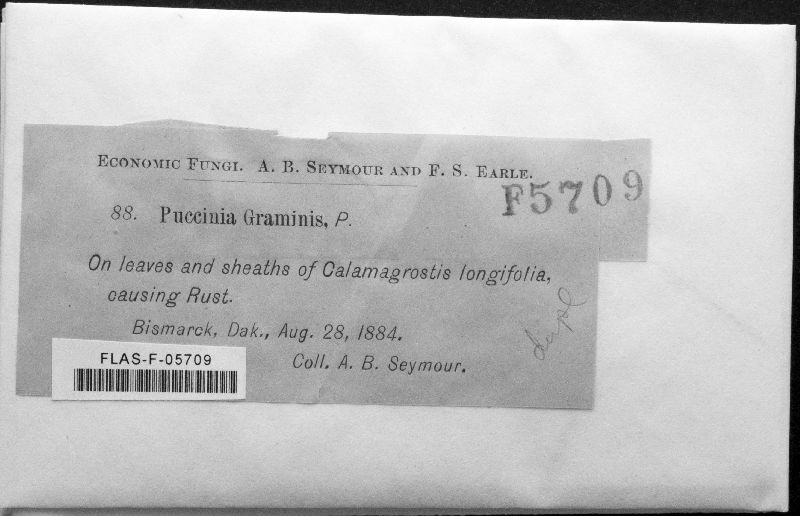 Economic Fungi. A. B. Seymour and F. S. Earle.
F5709
88. Puccinia Graminis, P.
On leaves and sheaths of Calamagrostis longifolia,
causing Rust.
Bismarck, Dak., Aug. 28, 1884.
Coll. A. B. Seymour.
dupl
FLAS-F-05709